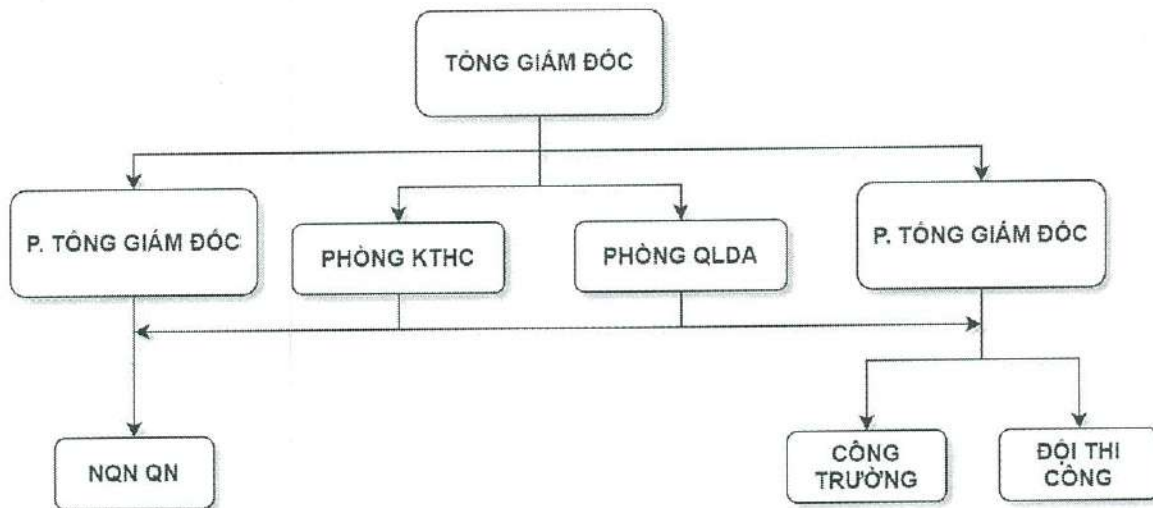 TỔNG GIÁM ĐỐC
P. TỔNG GIÁM ĐỐC
PHÒNG KTHC
PHÒNG QLDA
P. TỔNG GIÁM ĐỐC
NQN QN
CÔNG
TRƯỜNG
ĐỘI THI
CÔNG